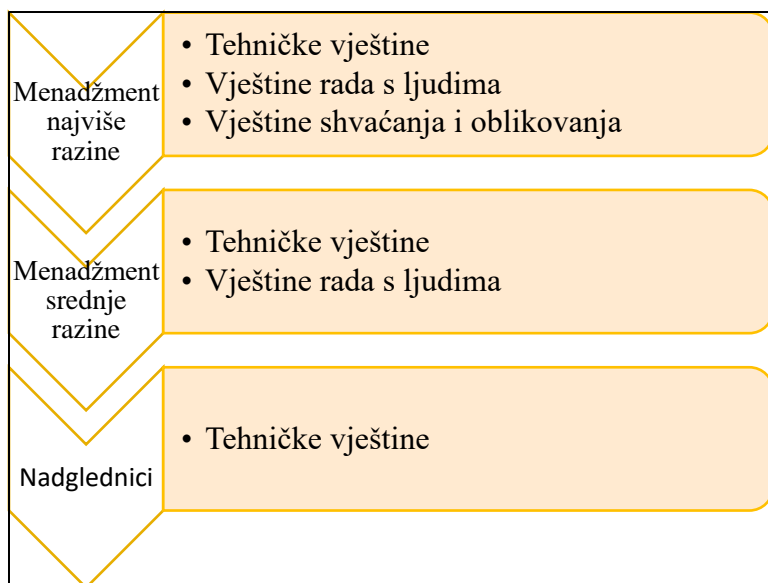 Menadžment
najviše
razine
• Tehničke vještine
• Vještine rada s ljudima
• Vještine shvaćanja i oblikovanja
Menadžment
srednje
razine
• Tehničke vještine
• Vještine rada s ljudima
Nadglednici
• Tehničke vještine